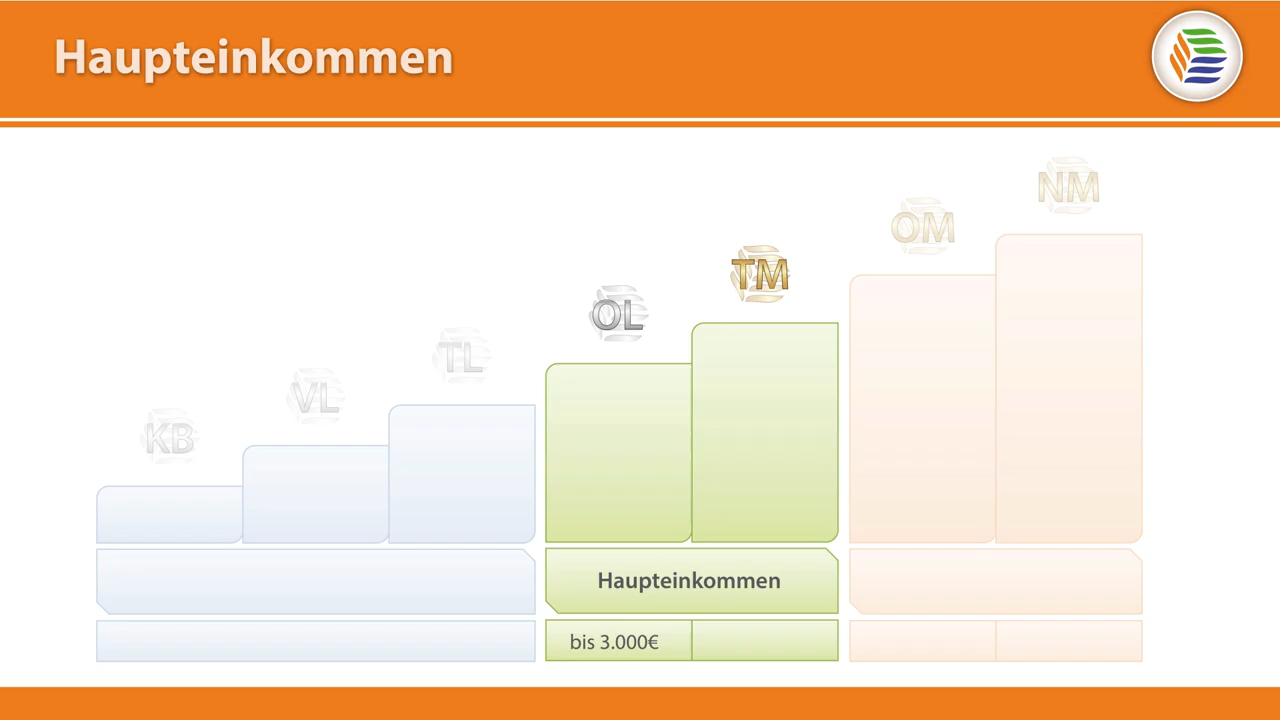 Haupteinkommen
NM
OM
TM
OL
TL
VL
KB
Haupteinkommen
bis 3.000€